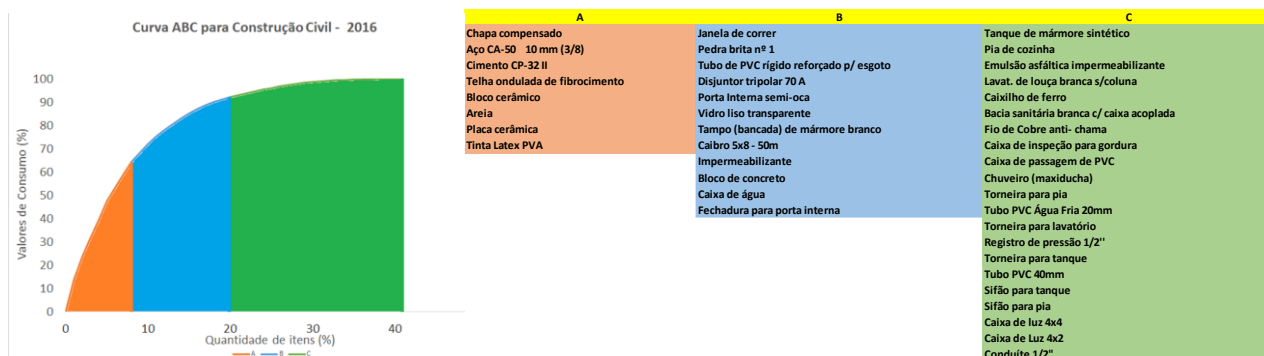 Curva ABC para Construção Civil - 2016
Valores de Consumo (%)
100
90
80
70
60
50
40
30
20
10
0
0 10 20 30 40
Quantidade de itens (%)
A B C
A
Chapa compensado
Aço CA-50 10 mm (3/8)
Cimento CP-32 II
Telha ondulada de fibrocimento
Bloco cerâmico
Areia
Placa cerâmica
Tinta Latex PVA
B
Janela de correr
Pedra brita nº 1
Tubo de PVC rígido reforçado p/ esgoto
Disjuntor tripolar 70 A
Porta Interna semi-oca
Vidro liso transparente
Tampo (bancada) de mármore branco
Caibro 5x8 - 50m
Impermeabilizante
Bloco de concreto
Caixa de água
Fechadura para porta interna
C
Tanque de mármore sintético
Pia de cozinha
Emulsão asfáltica impermeabilizante
Lavat. de louça branca s/coluna
Caixilho de ferro
Bacia sanitária branca c/ caixa acoplada
Fio de Cobre anti- chama
Caixa de inspeção para gordura
Caixa de passagem de PVC
Chuveiro (maxiducha)
Torneira para pia
Tubo PVC Água Fria 20mm
Torneira para lavatório
Registro de pressão 1/2''
Torneira para tanque
Tubo PVC 40mm
Sifão para tanque
Sifão para pia
Caixa de luz 4x4
Caixa de Luz 4x2
Conduíte 1/2"